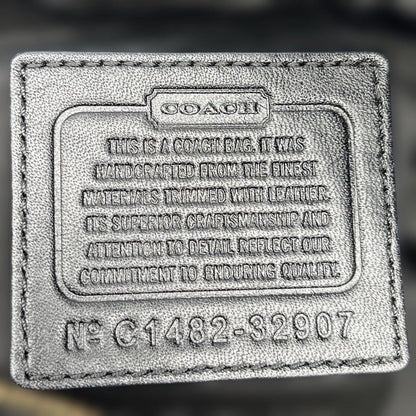 COACH
THIS IS A COACH BAG. IT WAS
HANDCRAFTED FROM THE FINEST
MATERIALS TRIMMED WITH LEATHER.
ITS SUPERIOR CRAFTSMANSHIP AND
ATTENTION TO DETAIL REFLECT OUR
COMMITMENT TO ENDURING QUALITY.
Nº C1482-32907